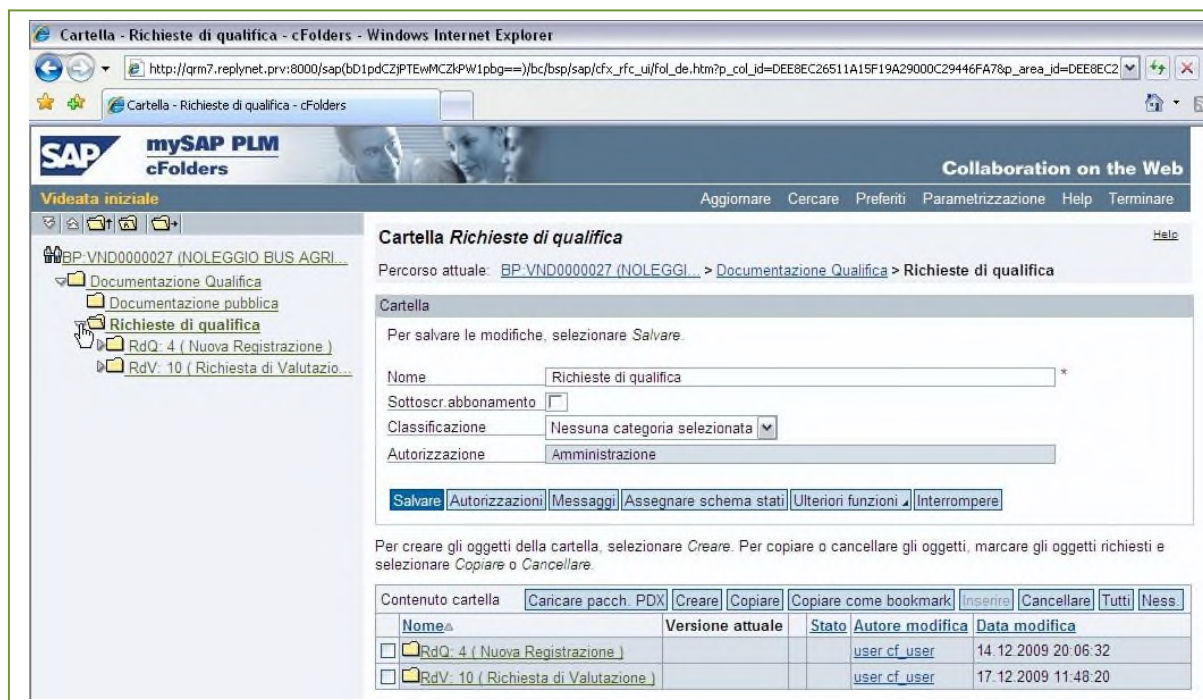 Cartella - Richieste di qualifica - cFolders - Windows Internet Explorer
http://qrm7.replynet.prv:8000/sap(bD1pdCZjPTEwMCZkPW1pbg==)/bc/bsp/sap/cfx_rfc_ui/fol_de.htm?p_col_id=DEE8EC26511A15F19A29000C29446FA78&p_area_id=DEE8EC2
Cartella - Richieste di qualifica - cFolders
SAP mySAP PLM
cFolders
Collaboration on the Web
Videata iniziale Aggiornare Cercare Preferiti Parametrizzazione Help Terminare
BP:VND0000027 (NOLEGGIO BUS AGRI...
Documentazione Qualifica
Documentazione pubblica
Richieste di qualifica
RdQ: 4 ( Nuova Registrazione )
RdV: 10 ( Richiesta di Valutazio...
Cartella Richieste di qualifica Help
Percorso attuale: BP:VND0000027 (NOLEGGI... > Documentazione Qualifica > Richieste di qualifica
Cartella
Per salvare le modifiche, selezionare Salvare.
Nome Richieste di qualifica *
Sottoscr.abbonamento
Classificazione Nessuna categoria selezionata
Autorizzazione Amministrazione
Salvare Autorizzazioni Messaggi Assegnare schema stati Ulteriori funzioni Interrompere
Per creare gli oggetti della cartella, selezionare Creare. Per copiare o cancellare gli oggetti, marcare gli oggetti richiesti e
selezionare Copiare o Cancellare.
Contenuto cartella Caricare pacch. PDX Creare Copiare Copiare come bookmark Inserire Cancellare Tutti Ness.
Nome Versione attuale Stato Autore modifica Data modifica
RdQ: 4 ( Nuova Registrazione ) user cf_user 14.12.2009 20:06:32
RdV: 10 ( Richiesta di Valutazione ) user cf_user 17.12.2009 11:48:20